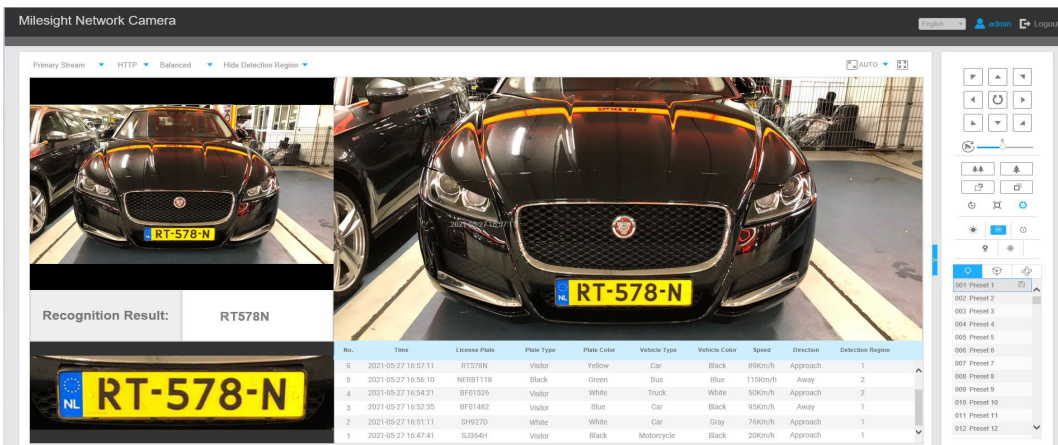 Milesight Network Camera
English admin Logout
Primary Stream HTTP Balanced Hide Detection Region AUTO
NL RT-578-N
2021-05-27 16:57:11
NL RT-578-N
Recognition Result: RT578N
NL RT-578-N
No. Time License Plate Plate Type Plate Color Vehicle Type Vehicle Color Speed Direction Detection Region
6 2021-05-27 16:57:11 RT578N Visitor Yellow Car Black 89Km/h Approach 1
5 2021-05-27 16:56:10 NERB1118 Black Green Bus Blue 115Km/h Away 2
4 2021-05-27 16:54:21 BF01526 Visitor White Truck White 50Km/h Approach 2
3 2021-05-27 16:52:35 BF01482 Visitor Blue Car Black 95Km/h Away 1
2 2021-05-27 16:51:11 SH927D White White Car Gray 76Km/h Approach 1
1 2021-05-27 16:47:41 SJ364H Visitor Black Motorcycle Black 20Km/h Approach 1
001 Preset 1
002 Preset 2
003 Preset 3
004 Preset 4
005 Preset 5
006 Preset 6
007 Preset 7
008 Preset 8
009 Preset 9
010 Preset 10
011 Preset 11
012 Preset 12